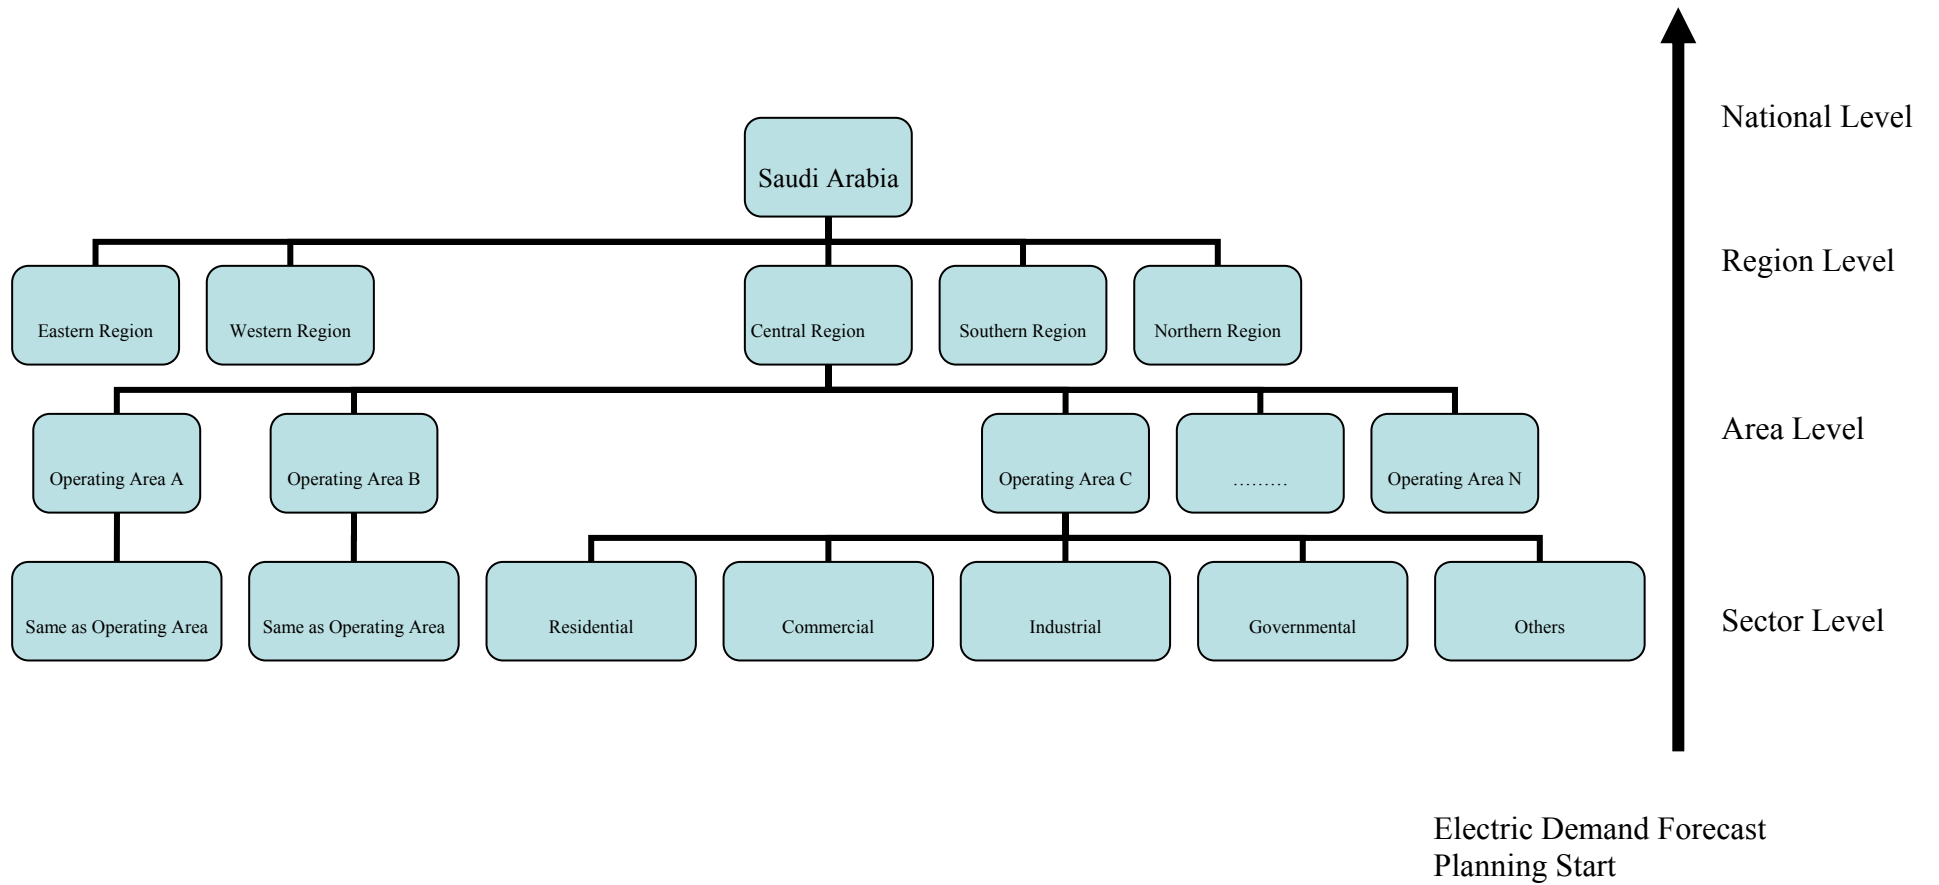 National Level
Saudi Arabia
Region Level
Eastern Region
Western Region
Central Region
Southern Region
Northern Region
Area Level
Operating Area A
Operating Area B
Operating Area C
………
Operating Area N
Same as Operating Area
Same as Operating Area
Residential
Commercial
Industrial
Governmental
Others
Sector Level
Electric Demand Forecast
Planning Start